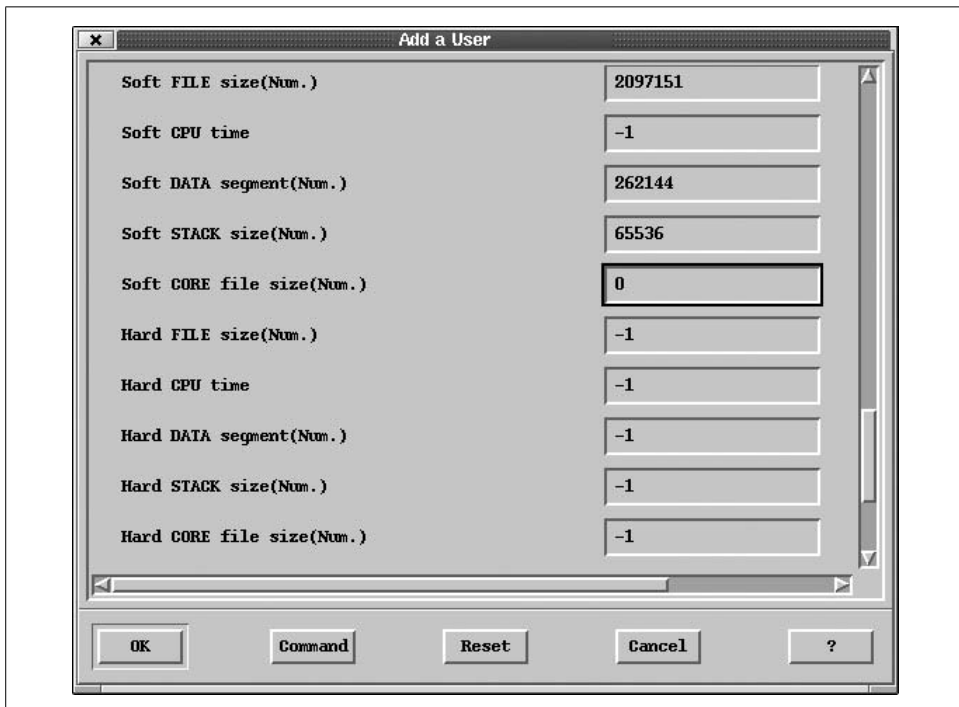 Add a User
Soft FILE size(Num.) 2097151
Soft CPU time -1
Soft DATA segment(Num.) 262144
Soft STACK size(Num.) 65536
Soft CORE file size(Num.) 0
Hard FILE size(Num.) -1
Hard CPU time -1
Hard DATA segment(Num.) -1
Hard STACK size(Num.) -1
Hard CORE file size(Num.) -1
OK Command Reset Cancel ?